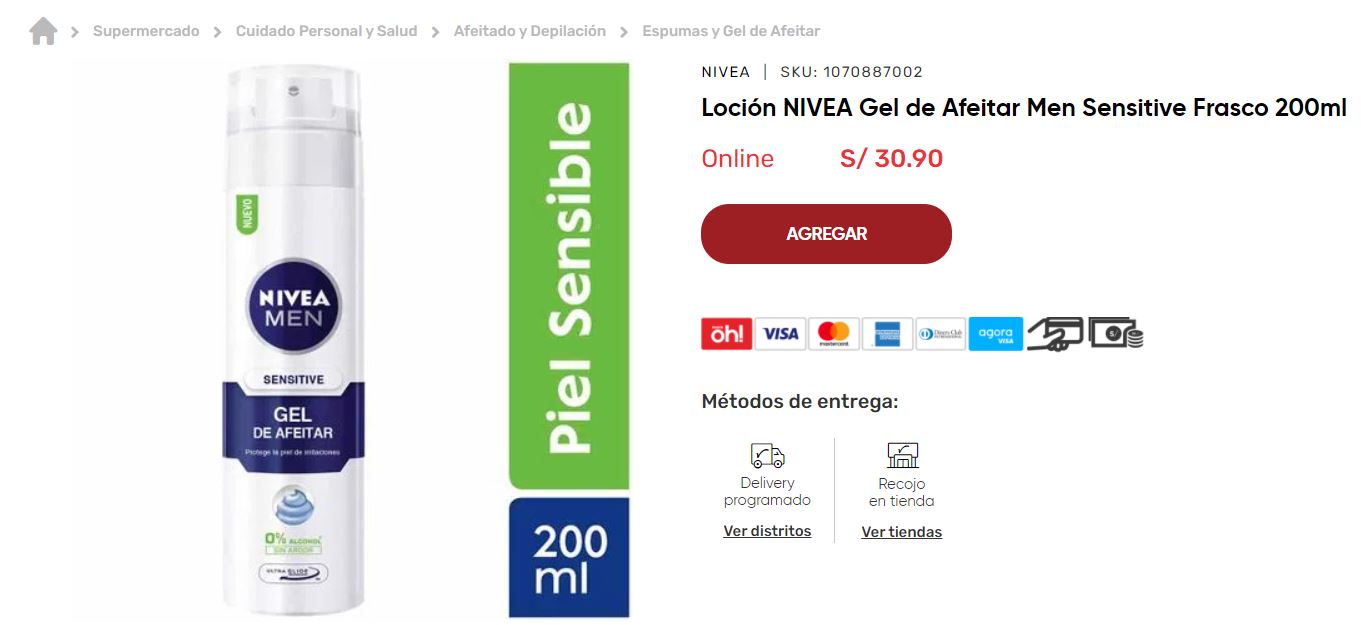 Supermercado > Cuidado Personal y Salud > Afeitado y Depilación > Espumas y Gel de Afeitar
NUEVO
NIVEA
MEN
SENSITIVE
GEL
DE AFEITAR
Protege la piel de irritaciones
0% ALCOHOL
SIN ARDOR
ULTRA GLIDE
Piel Sensible
200
ml
NIVEA | SKU: 1070887002
Loción NIVEA Gel de Afeitar Men Sensitive Frasco 200ml
Online S/ 30.90
AGREGAR
oh! VISA mastercard Diners Club agora VISA S/
Métodos de entrega:
Delivery
programado
Ver distritos
Recojo
en tienda
Ver tiendas